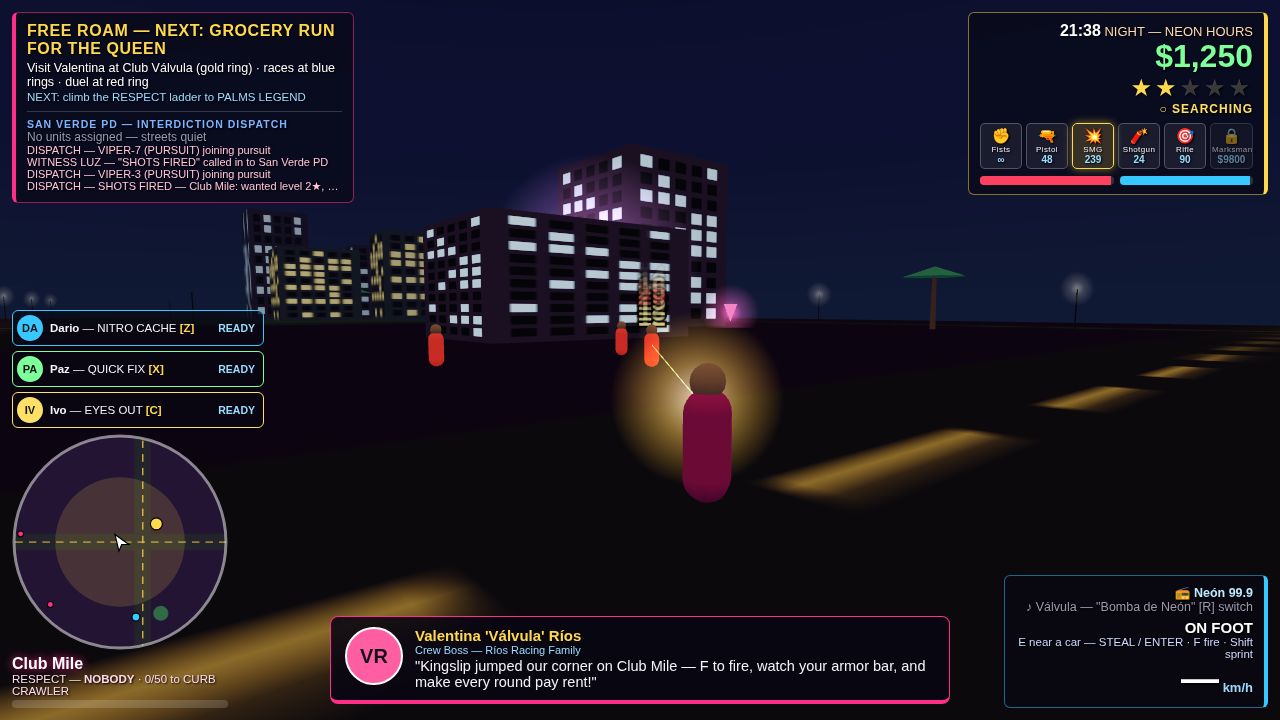 FREE ROAM — NEXT: GROCERY RUN
FOR THE QUEEN
Visit Valentina at Club Válvula (gold ring) · races at blue
rings · duel at red ring
NEXT: climb the RESPECT ladder to PALMS LEGEND
SAN VERDE PD — INTERDICTION DISPATCH
No units assigned — streets quiet
DISPATCH — VIPER-7 (PURSUIT) joining pursuit
WITNESS LUZ — "SHOTS FIRED" called in to San Verde PD
DISPATCH — VIPER-3 (PURSUIT) joining pursuit
DISPATCH — SHOTS FIRED — Club Mile: wanted level 2★, ...
21:38 NIGHT — NEON HOURS
$1,250
★ ★ ★ ★ ★
○ SEARCHING
Fists Pistol SMG Shotgun Rifle Marksman
∞ 48 239 24 90 $9800
DA Dario — NITRO CACHE [Z] READY
PA Paz — QUICK FIX [X] READY
IV Ivo — EYES OUT [C] READY
Club Mile
RESPECT — NOBODY · 0/50 to CURB
CRAWLER
VR
Valentina 'Válvula' Ríos
Crew Boss — Ríos Racing Family
"Kingslip jumped our corner on Club Mile — F to fire, watch your armor bar, and
make every round pay rent!"
📻 Neón 99.9
♪ Válvula — "Bomba de Neón" [R] switch
ON FOOT
E near a car — STEAL / ENTER · F fire · Shift
sprint
— km/h